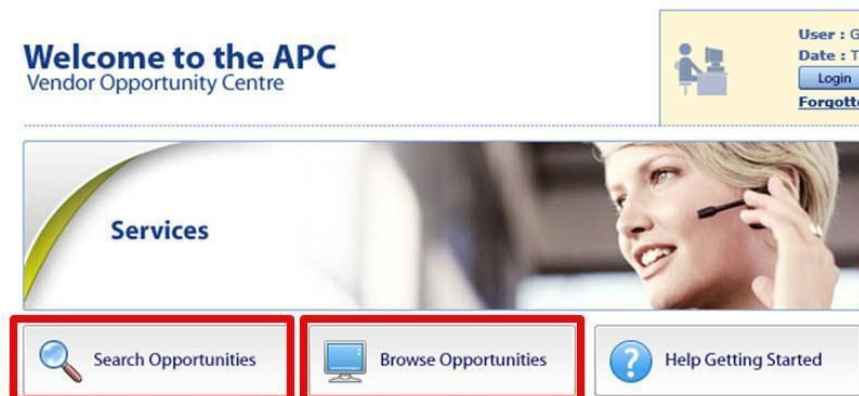 Welcome to the APC
Vendor Opportunity Centre
User :
Date :
Login
Services
Search Opportunities
Browse Opportunities
Help Getting Started